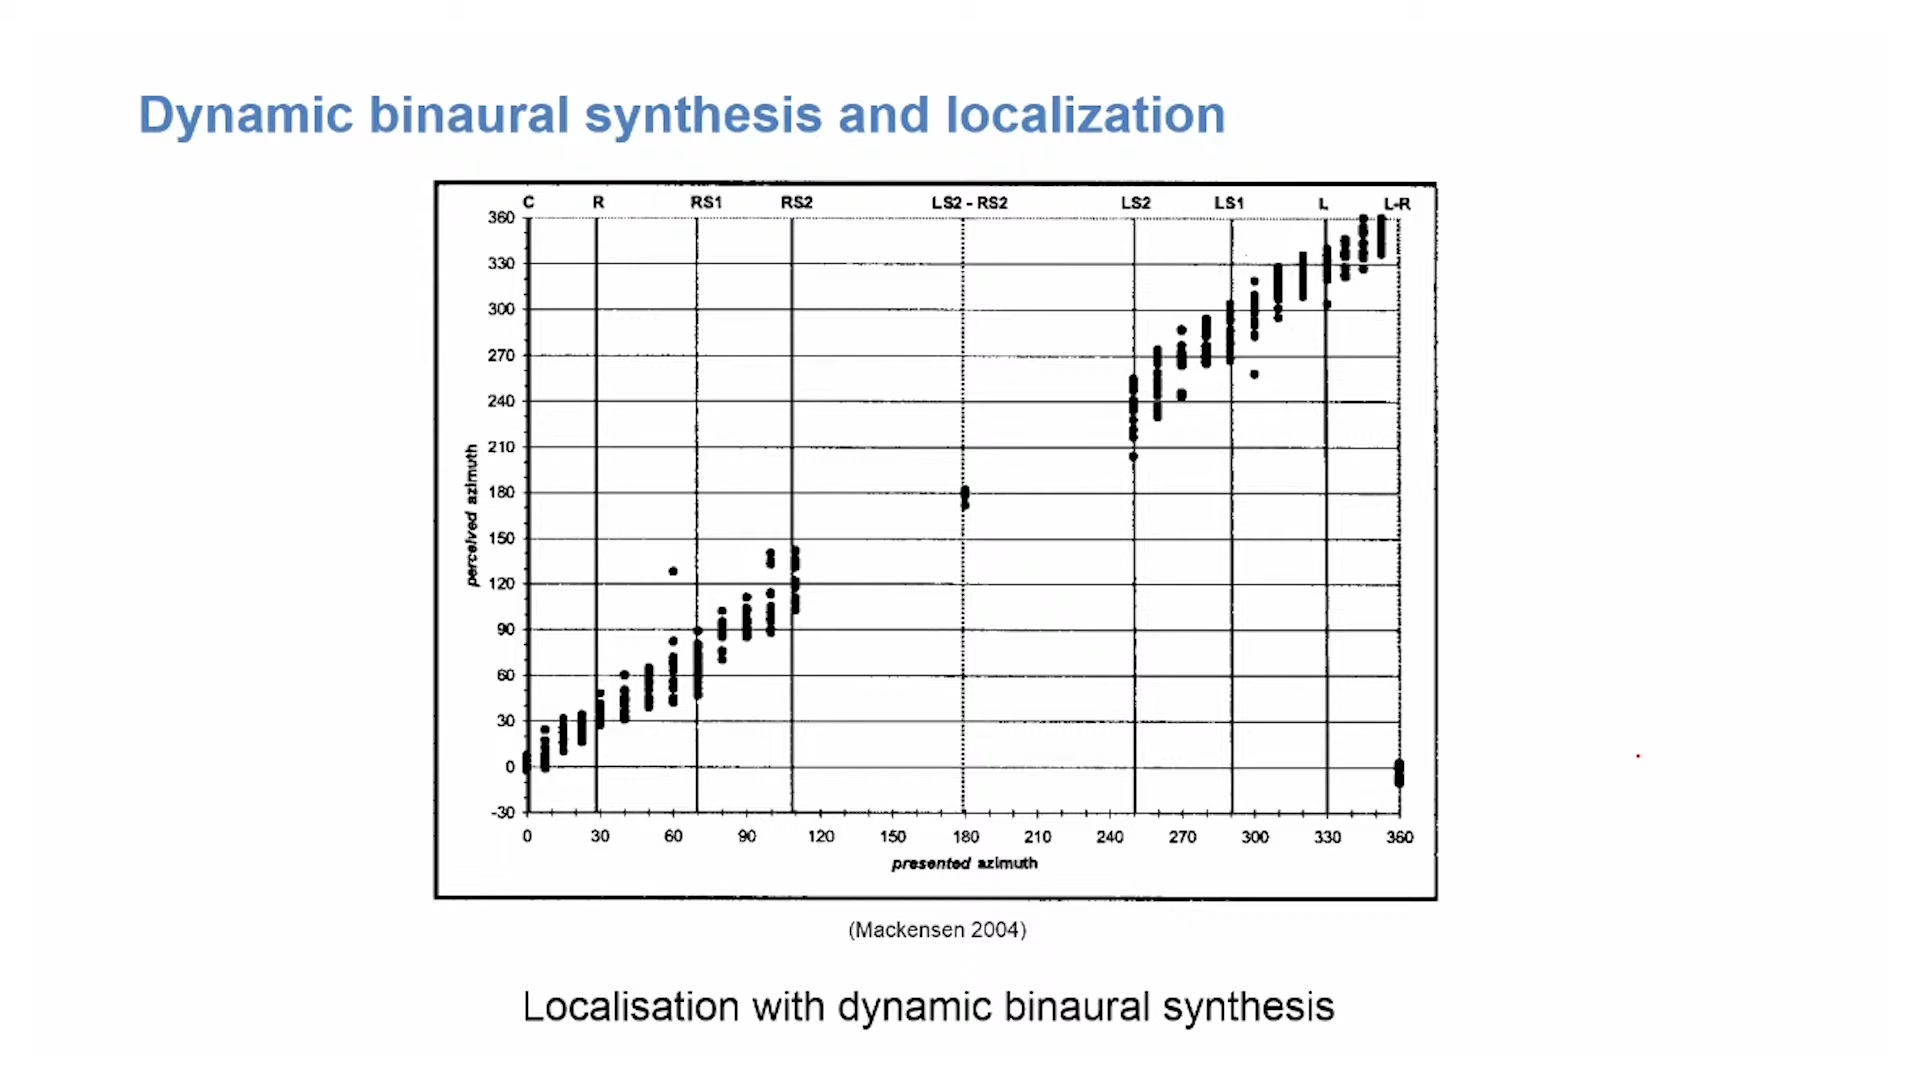 Dynamic binaural synthesis and localization
C R RS1 RS2 LS2 - RS2 LS2 LS1 L L-R
360
330
300
270
240
210
180
150
120
90
60
30
0
-30
perceived azimuth
0 30 60 90 120 150 180 210 240 270 300 330 360
presented azimuth
(Mackensen 2004)
Localisation with dynamic binaural synthesis